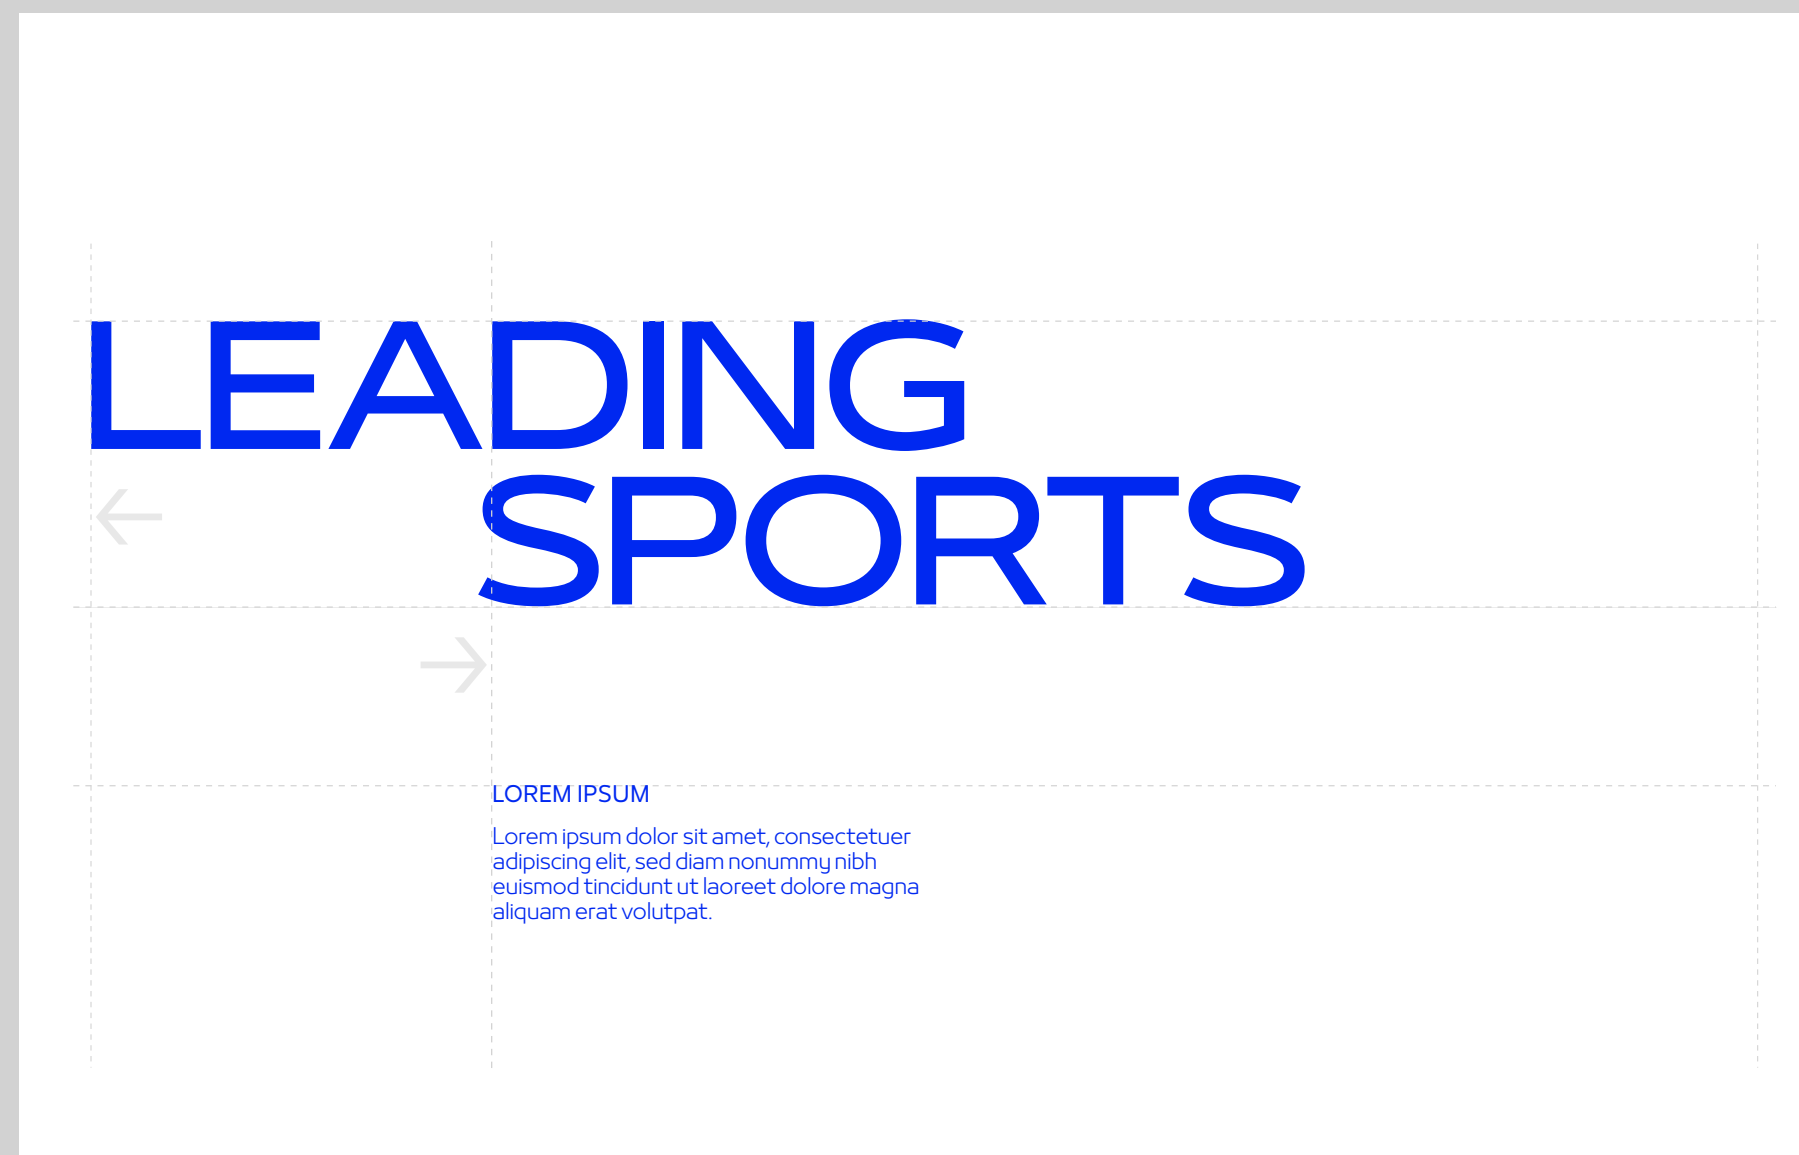 LEADING
SPORTS
LOREM IPSUM
Lorem ipsum dolor sit amet, consectetuer
adipiscing elit, sed diam nonummy nibh
euismod tincidunt ut laoreet dolore magna
aliquam erat volutpat.